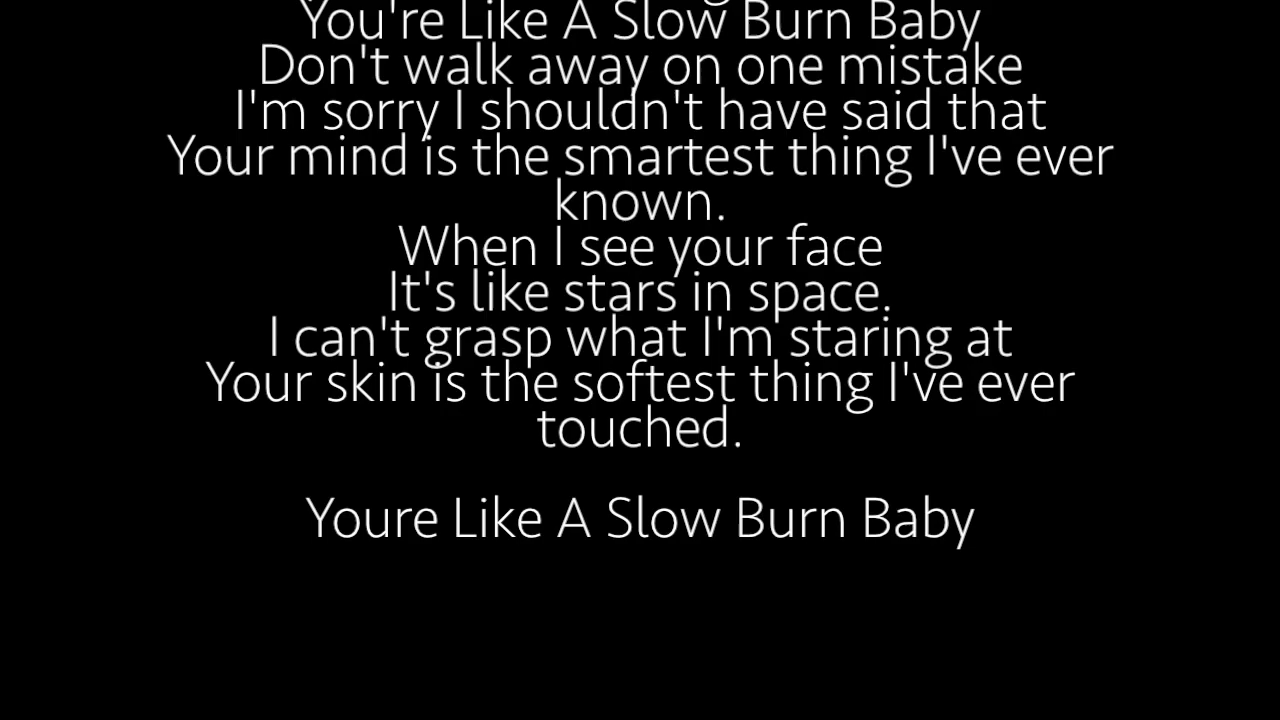 You're Like A Slow Burn Baby
Don't walk away on one mistake
I'm sorry I shouldn't have said that
Your mind is the smartest thing I've ever
known.
When I see your face
It's like stars in space.
I can't grasp what I'm staring at
Your skin is the softest thing I've ever
touched.
Youre Like A Slow Burn Baby